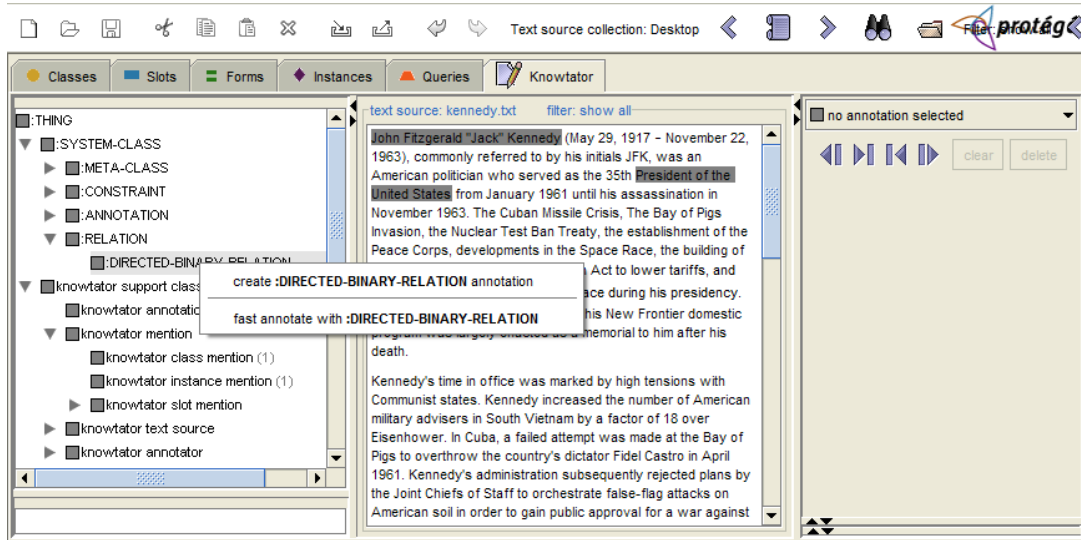 Text source collection: Desktop
protégé
Classes
Slots
Forms
Instances
Queries
Knowtator
:THING
:SYSTEM-CLASS
:META-CLASS
:CONSTRAINT
:ANNOTATION
:RELATION
:DIRECTED-BINARY-RELATION
knowtator support class
knowtator annotatio
knowtator mention
knowtator class mention (1)
knowtator instance mention (1)
knowtator slot mention
knowtator text source
knowtator annotator
create :DIRECTED-BINARY-RELATION annotation
fast annotate with :DIRECTED-BINARY-RELATION
text source: kennedy.txt filter: show all
John Fitzgerald "Jack" Kennedy (May 29, 1917 – November 22,
1963), commonly referred to by his initials JFK, was an
American politician who served as the 35th President of the
United States from January 1961 until his assassination in
November 1963. The Cuban Missile Crisis, The Bay of Pigs
Invasion, the Nuclear Test Ban Treaty, the establishment of the
Peace Corps, developments in the Space Race, the building of
Act to lower tariffs, and
ace during his presidency.
his New Frontier domestic
program was largely enacted as a memorial to him after his
death.
Kennedy's time in office was marked by high tensions with
Communist states. Kennedy increased the number of American
military advisers in South Vietnam by a factor of 18 over
Eisenhower. In Cuba, a failed attempt was made at the Bay of
Pigs to overthrow the country's dictator Fidel Castro in April
1961. Kennedy's administration subsequently rejected plans by
the Joint Chiefs of Staff to orchestrate false-flag attacks on
American soil in order to gain public approval for a war against
no annotation selected
clear
delete